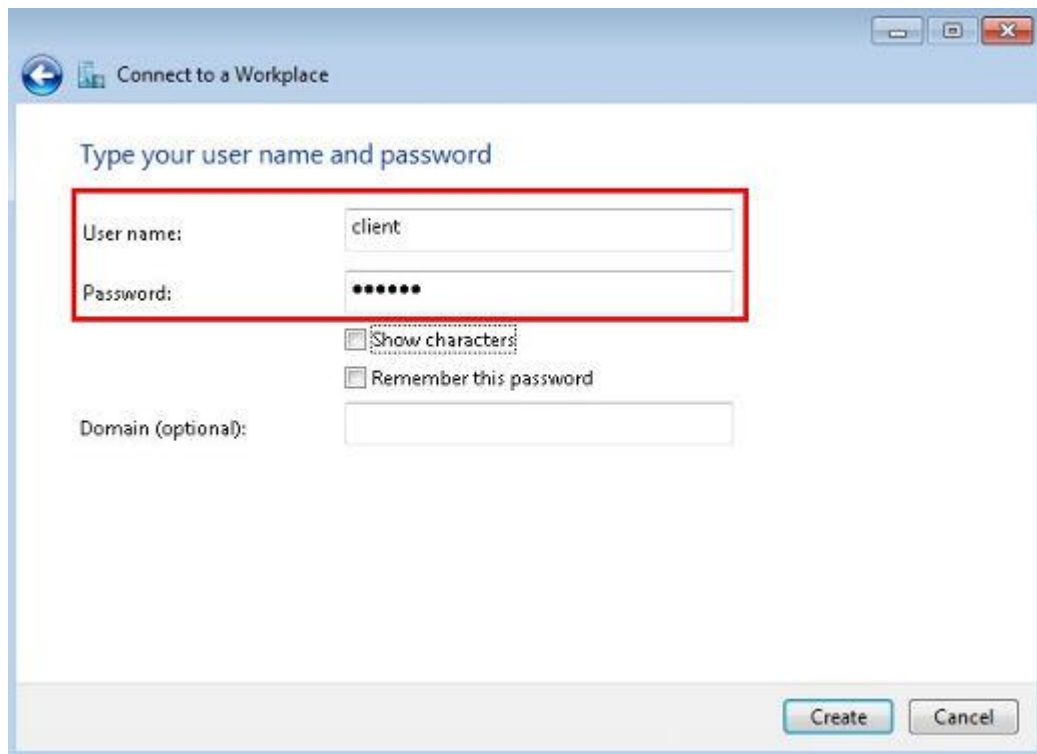 Connect to a Workplace
Type your user name and password
User name: client
Password: ••••••
Show characters
Remember this password
Domain (optional):
Create Cancel